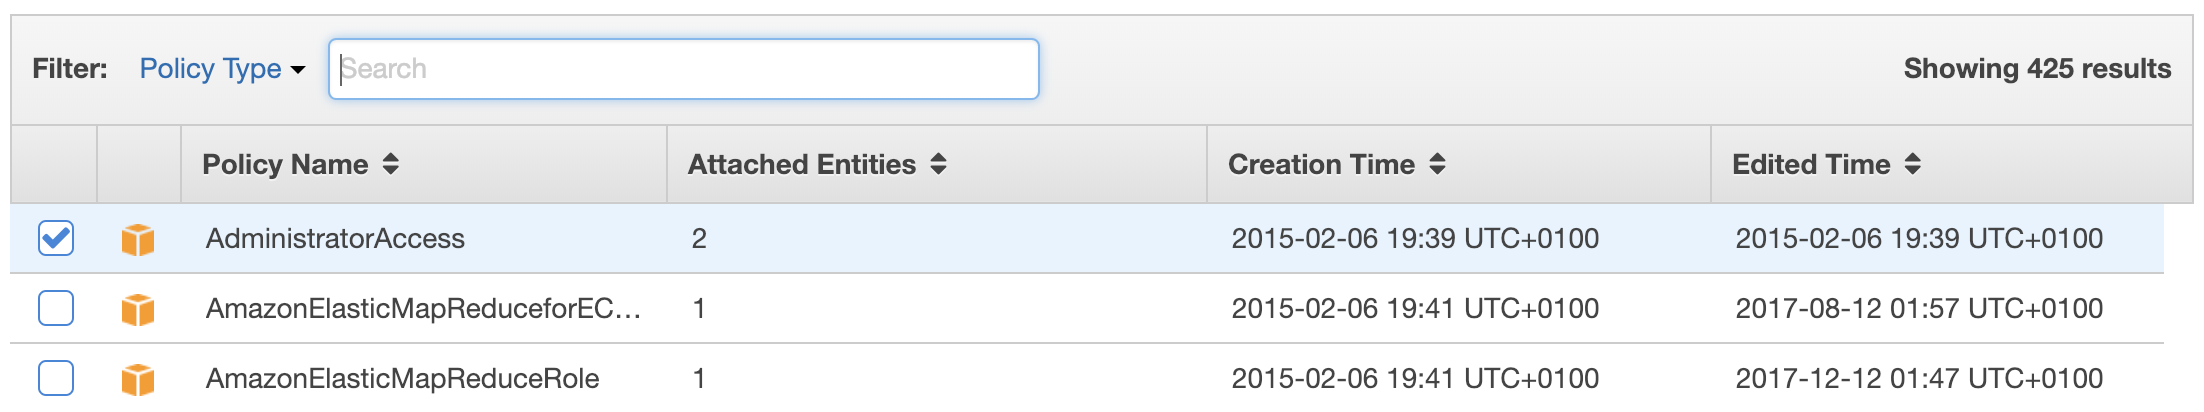 Filter: Policy Type Search Showing 425 results
Policy Name Attached Entities Creation Time Edited Time
AdministratorAccess 2 2015-02-06 19:39 UTC+0100 2015-02-06 19:39 UTC+0100
AmazonElasticMapReduceforEC... 1 2015-02-06 19:41 UTC+0100 2017-08-12 01:57 UTC+0100
AmazonElasticMapReduceRole 1 2015-02-06 19:41 UTC+0100 2017-12-12 01:47 UTC+0100